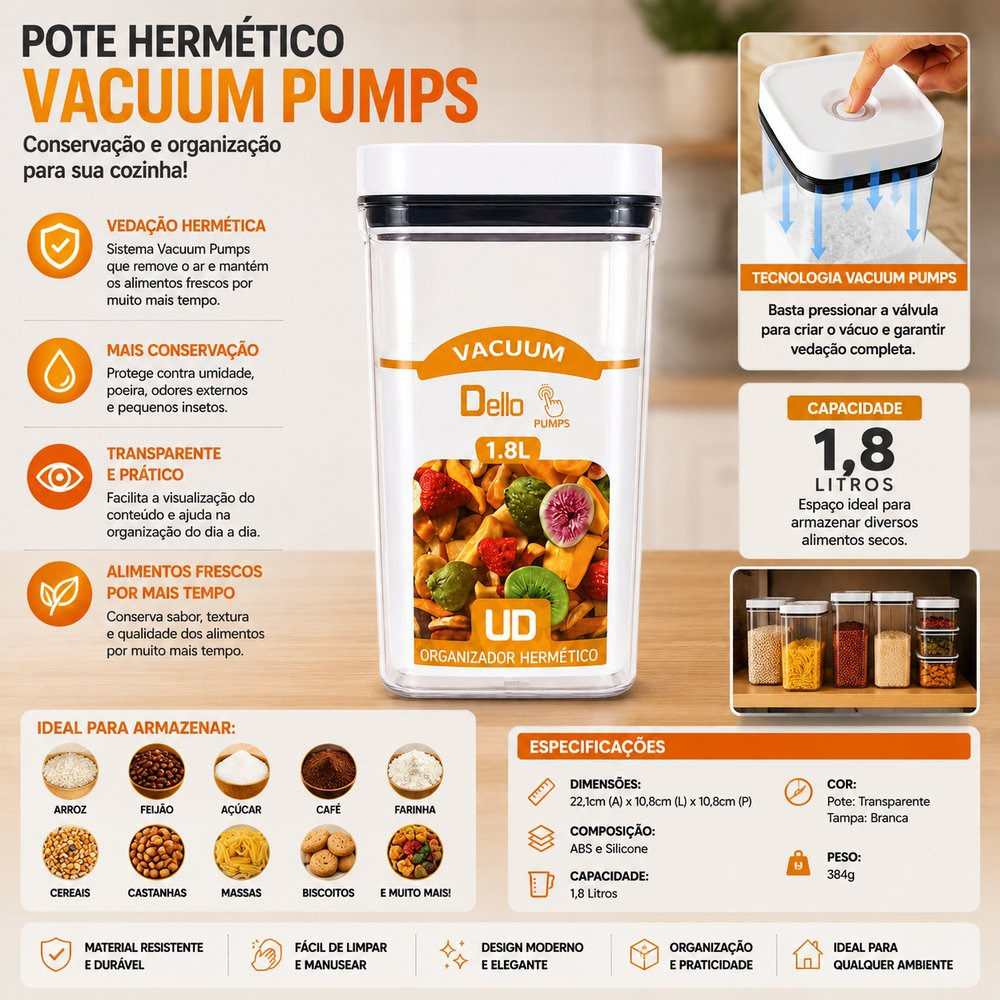 POTE HERMÉTICO
VACUUM PUMPS
Conservação e organização
para sua cozinha!
VEDAÇÃO HERMÉTICA
Sistema Vacuum Pumps
que remove o ar e mantém
os alimentos frescos por
muito mais tempo.
MAIS CONSERVAÇÃO
Protege contra umidade,
poeira, odores externos
e pequenos insetos.
TRANSPARENTE
E PRÁTICO
Facilita a visualização do
conteúdo e ajuda na
organização do dia a dia.
ALIMENTOS FRESCOS
POR MAIS TEMPO
Conserva sabor, textura
e qualidade dos alimentos
por muito mais tempo.
VACUUM
Dello
PUMPS
1.8L
UD
ORGANIZADOR HERMÉTICO
TECNOLOGIA VACUUM PUMPS
Basta pressionar a válvula
para criar o vácuo e garantir
vedação completa.
CAPACIDADE
1,8
LITROS
Espaço ideal para
armazenar diversos
alimentos secos.
IDEAL PARA ARMAZENAR:
ARROZ
FEIJÃO
AÇÚCAR
CAFÉ
FARINHA
CEREAIS
CASTANHAS
MASSAS
BISCOITOS
E MUITO MAIS!
ESPECIFICAÇÕES
DIMENSÕES:
22,1cm (A) x 10,8cm (L) x 10,8cm (P)
COMPOSIÇÃO:
ABS e Silicone
CAPACIDADE:
1,8 Litros
COR:
Pote: Transparente
Tampa: Branca
PESO:
384g
MATERIAL RESISTENTE
E DURÁVEL
FÁCIL DE LIMPAR
E MANUSEAR
DESIGN MODERNO
E ELEGANTE
ORGANIZAÇÃO
E PRATICIDADE
IDEAL PARA
QUALQUER AMBIENTE